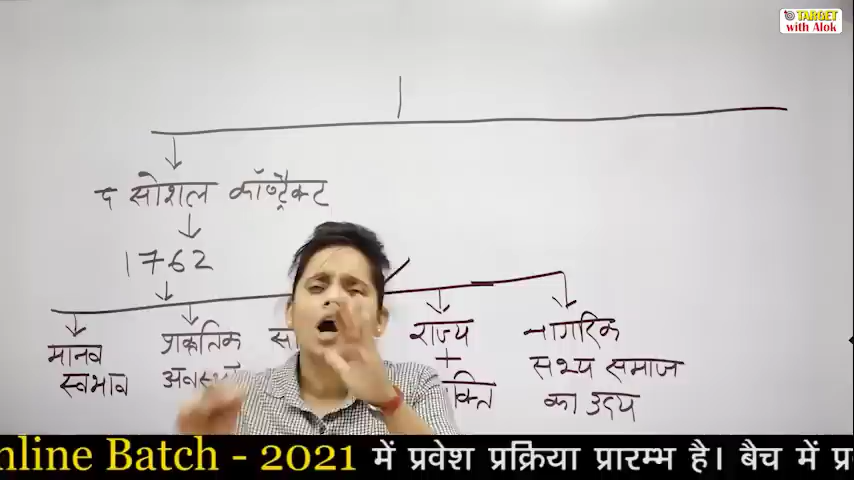 TARGET
with Alok
द सोशल कॉण्ट्रैक्ट
1762
मानव
स्वभाव
प्राकृतिक
राज्य
+
नागरिक
सभ्य समाज
का उदय
nline Batch - 2021 में प्रवेश प्रक्रिया प्रारम्भ है। बैच में प्र